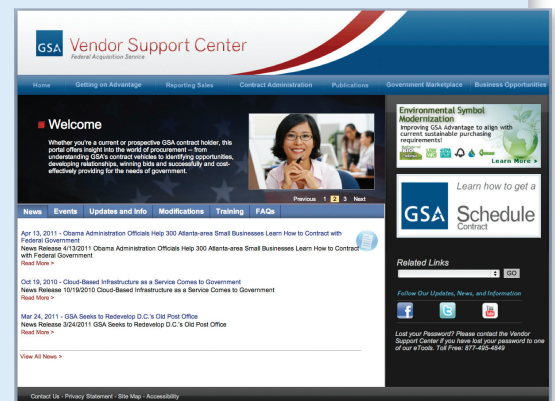 GSA Vendor Support Center
Federal Acquisition Service
Home Getting on Advantage Reporting Sales Contract Administration Publications Government Marketplace Business Opportunities
Welcome
Whether you're a current or prospective GSA contract holder, this
portal offers insight into the world of procurement -- from
understanding GSA's contract vehicles to identifying opportunities,
developing relationships, winning bids and successfully and cost-
effectively providing for the needs of government.
Previous 1 2 3 Next
Environmental Symbol
Modernization
Improving GSA Advantage to align with
current sustainable purchasing
requirements!
Learn More >
News Events Updates and Info Modifications Training FAQs
Apr 13, 2011 - Obama Administration Officials Help 300 Atlanta-area Small Businesses Learn How to Contract with
Federal Government
News Release 4/13/2011 Obama Administration Officials Help 300 Atlanta-area Small Businesses Learn How to Contract
with Federal Government
Read More >
Oct 19, 2010 - Cloud-Based Infrastructure as a Service Comes to Government
News Release 10/19/2010 Cloud-Based Infrastructure as a Service Comes to Government
Read More >
Mar 24, 2011 - GSA Seeks to Redevelop D.C.'s Old Post Office
News Release 3/24/2011 GSA Seeks to Redevelop D.C.'s Old Post Office
Read More >
View All News >
Learn how to get a
GSA Schedule
Contract
Related Links
GO
Follow Our Updates, News, and Information
Lost your Password? Please contact the Vendor
Support Center if you have lost your password to one
of our eTools. Toll Free: 877-495-4849
Contact Us - Privacy Statement - Site Map - Accessibility